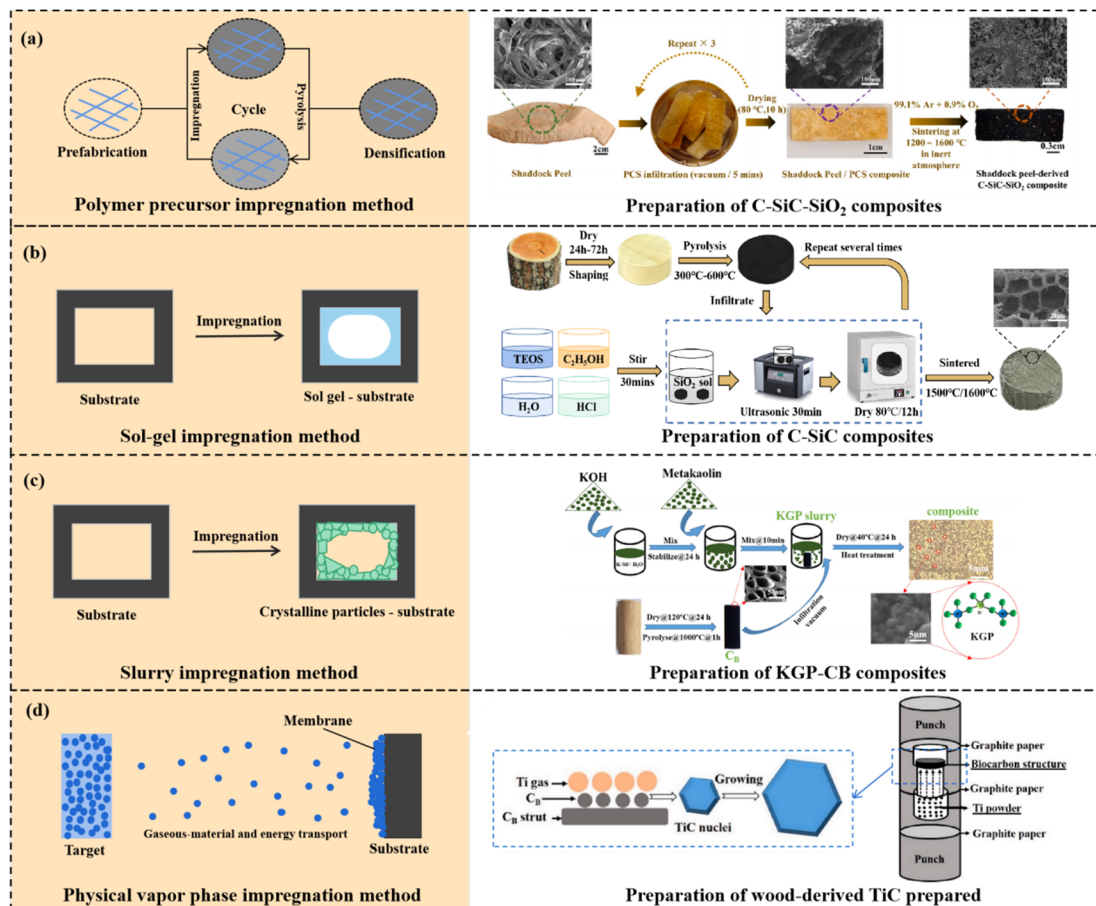 (a)
Impregnation
Cycle
Pyrolysis
Prefabrication
Densification
Polymer precursor impregnation method
100μm
Repeat × 3
Drying
(80 °C,10 h)
99.1% Ar + 0.9% O₂
Sintering at
1200 ~ 1600 °C
in inert
atmosphere
2cm
1cm
0.3cm
Shaddock Peel
PCS infiltration (vacuum / 5 mins)
Shaddock Peel / PCS composite
Shaddock peel-derived
C-SiC-SiO₂ composite
Preparation of C-SiC-SiO₂ composites
(b)
Impregnation
Substrate
Sol gel - substrate
Sol-gel impregnation method
Dry
24h-72h
Shaping
Pyrolysis
300°C-600°C
Repeat several times
Infiltrate
TEOS
C₂H₅OH
H₂O
HCl
Stir
30mins
SiO₂ sol
Ultrasonic 30min
Dry 80°C/12h
Sintered
1500°C/1600°C
Preparation of C-SiC composites
(c)
Impregnation
Substrate
Crystalline particles - substrate
Slurry impregnation method
KOH
Metakaolin
KGP slurry
composite
Mix
Stabilize@24 h
Mix@10min
Dry@40°C@24 h
Heat treatment
Dry@120°C@24 h
Pyrolyse@1000°C@1h
C_B
Infiltration
vacuum
5μm
KGP
Preparation of KGP-CB composites
(d)
Membrane
Gaseous-material and energy transport
Target
Substrate
Physical vapor phase impregnation method
Ti gas
C_B
C_B strut
TiC nuclei
Growing
Punch
Graphite paper
Biocarbon structure
Graphite paper
Ti powder
Graphite paper
Punch
Preparation of wood-derived TiC prepared